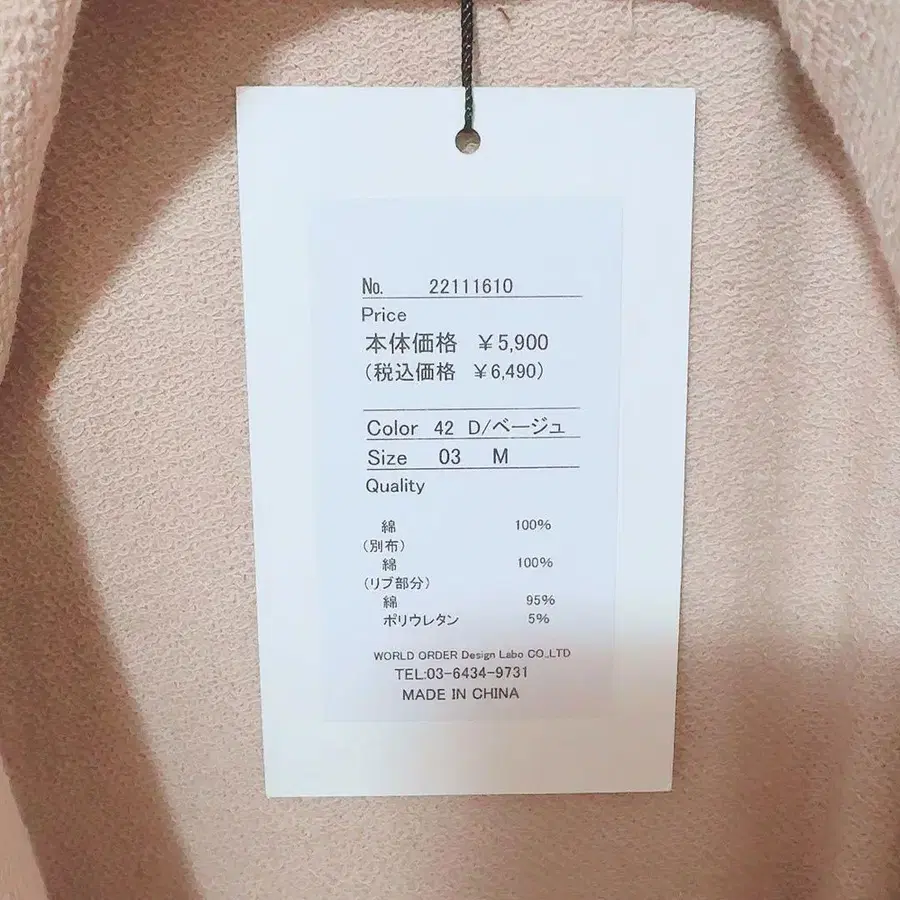 No. 22111610
Price
本体価格 ￥5,900
(税込価格 ￥6,490)
Color 42 D/ベージュ
Size 03 M
Quality
綿 100%
(別布)
綿 100%
(リブ部分)
綿 95%
ポリウレタン 5%
WORLD ORDER Design Labo CO.,LTD
TEL:03-6434-9731
MADE IN CHINA